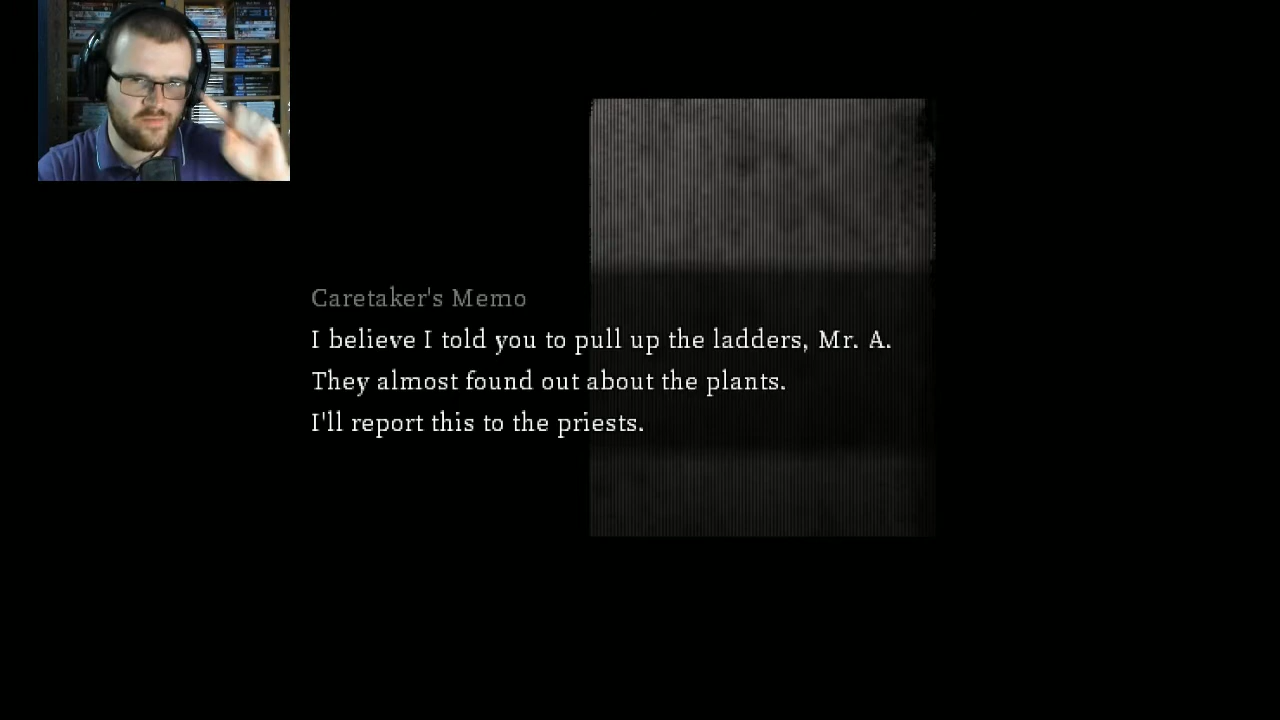 Caretaker's Memo
I believe I told you to pull up the ladders, Mr. A.
They almost found out about the plants.
I'll report this to the priests.